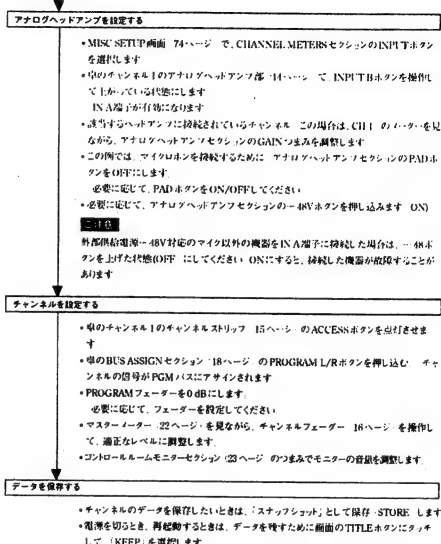 アナログヘッドアンプを設定する
• MISC SETUP画面 74ページ で、CHANNEL METERSセクションのINPUTボタン
を選択します
• 卓のチャンネル1のアナログヘッドアンプ部 14ページ で、INPUT Bボタンを操作し
て上がっている状態にします
IN A端子が有効になります
• 該当するヘッドアンプに接続されているチャンネル この場合は、CH 1 のメーターを見
ながら、アナログヘッドアンプセクションのGAINつまみを調整します
• この例では、マイクロホンを接続するために アナログヘッドアンプセクションのPADボ
タンをOFFにします
必要に応じて、PADボタンをON/OFFしてください
• 必要に応じて、アナログヘッドアンプセクションの 48Vボタンを押し込みます ON)
ご注意
外部供給電源 48V対応のマイク以外の機器をIN A端子に接続した場合は、 48ボ
タンを上げた状態(OFF にしてください ONにすると、接続した機器が故障することが
あります
チャンネルを設定する
• 卓のチャンネル1のチャンネルストリップ 15ページ のACCESSボタンを点灯させま
す
• 卓のBUS ASSIGNセクション 18ページ のPROGRAM L/Rボタンを押し込む チャ
ンネルの信号がPGMバスにアサインされます
• PROGRAMフェーダーを0 dBにします
必要に応じて、フェーダーを設定してください
• マスターメーター 22ページ を見ながら、チャンネルフェーダー 16ページ を操作し
て、適正なレベルに調整します
• コントロールルームモニターセクション (23ページ のつまみでモニターの音量を調整します
データを保存する
• チャンネルのデータを保存したいときは、「スナップショット」として保存 STORE します
• 電源を切るとき、再起動するときは、データを残すために画面のTITLEボタンにタッチ
して「KEEP」を選択します